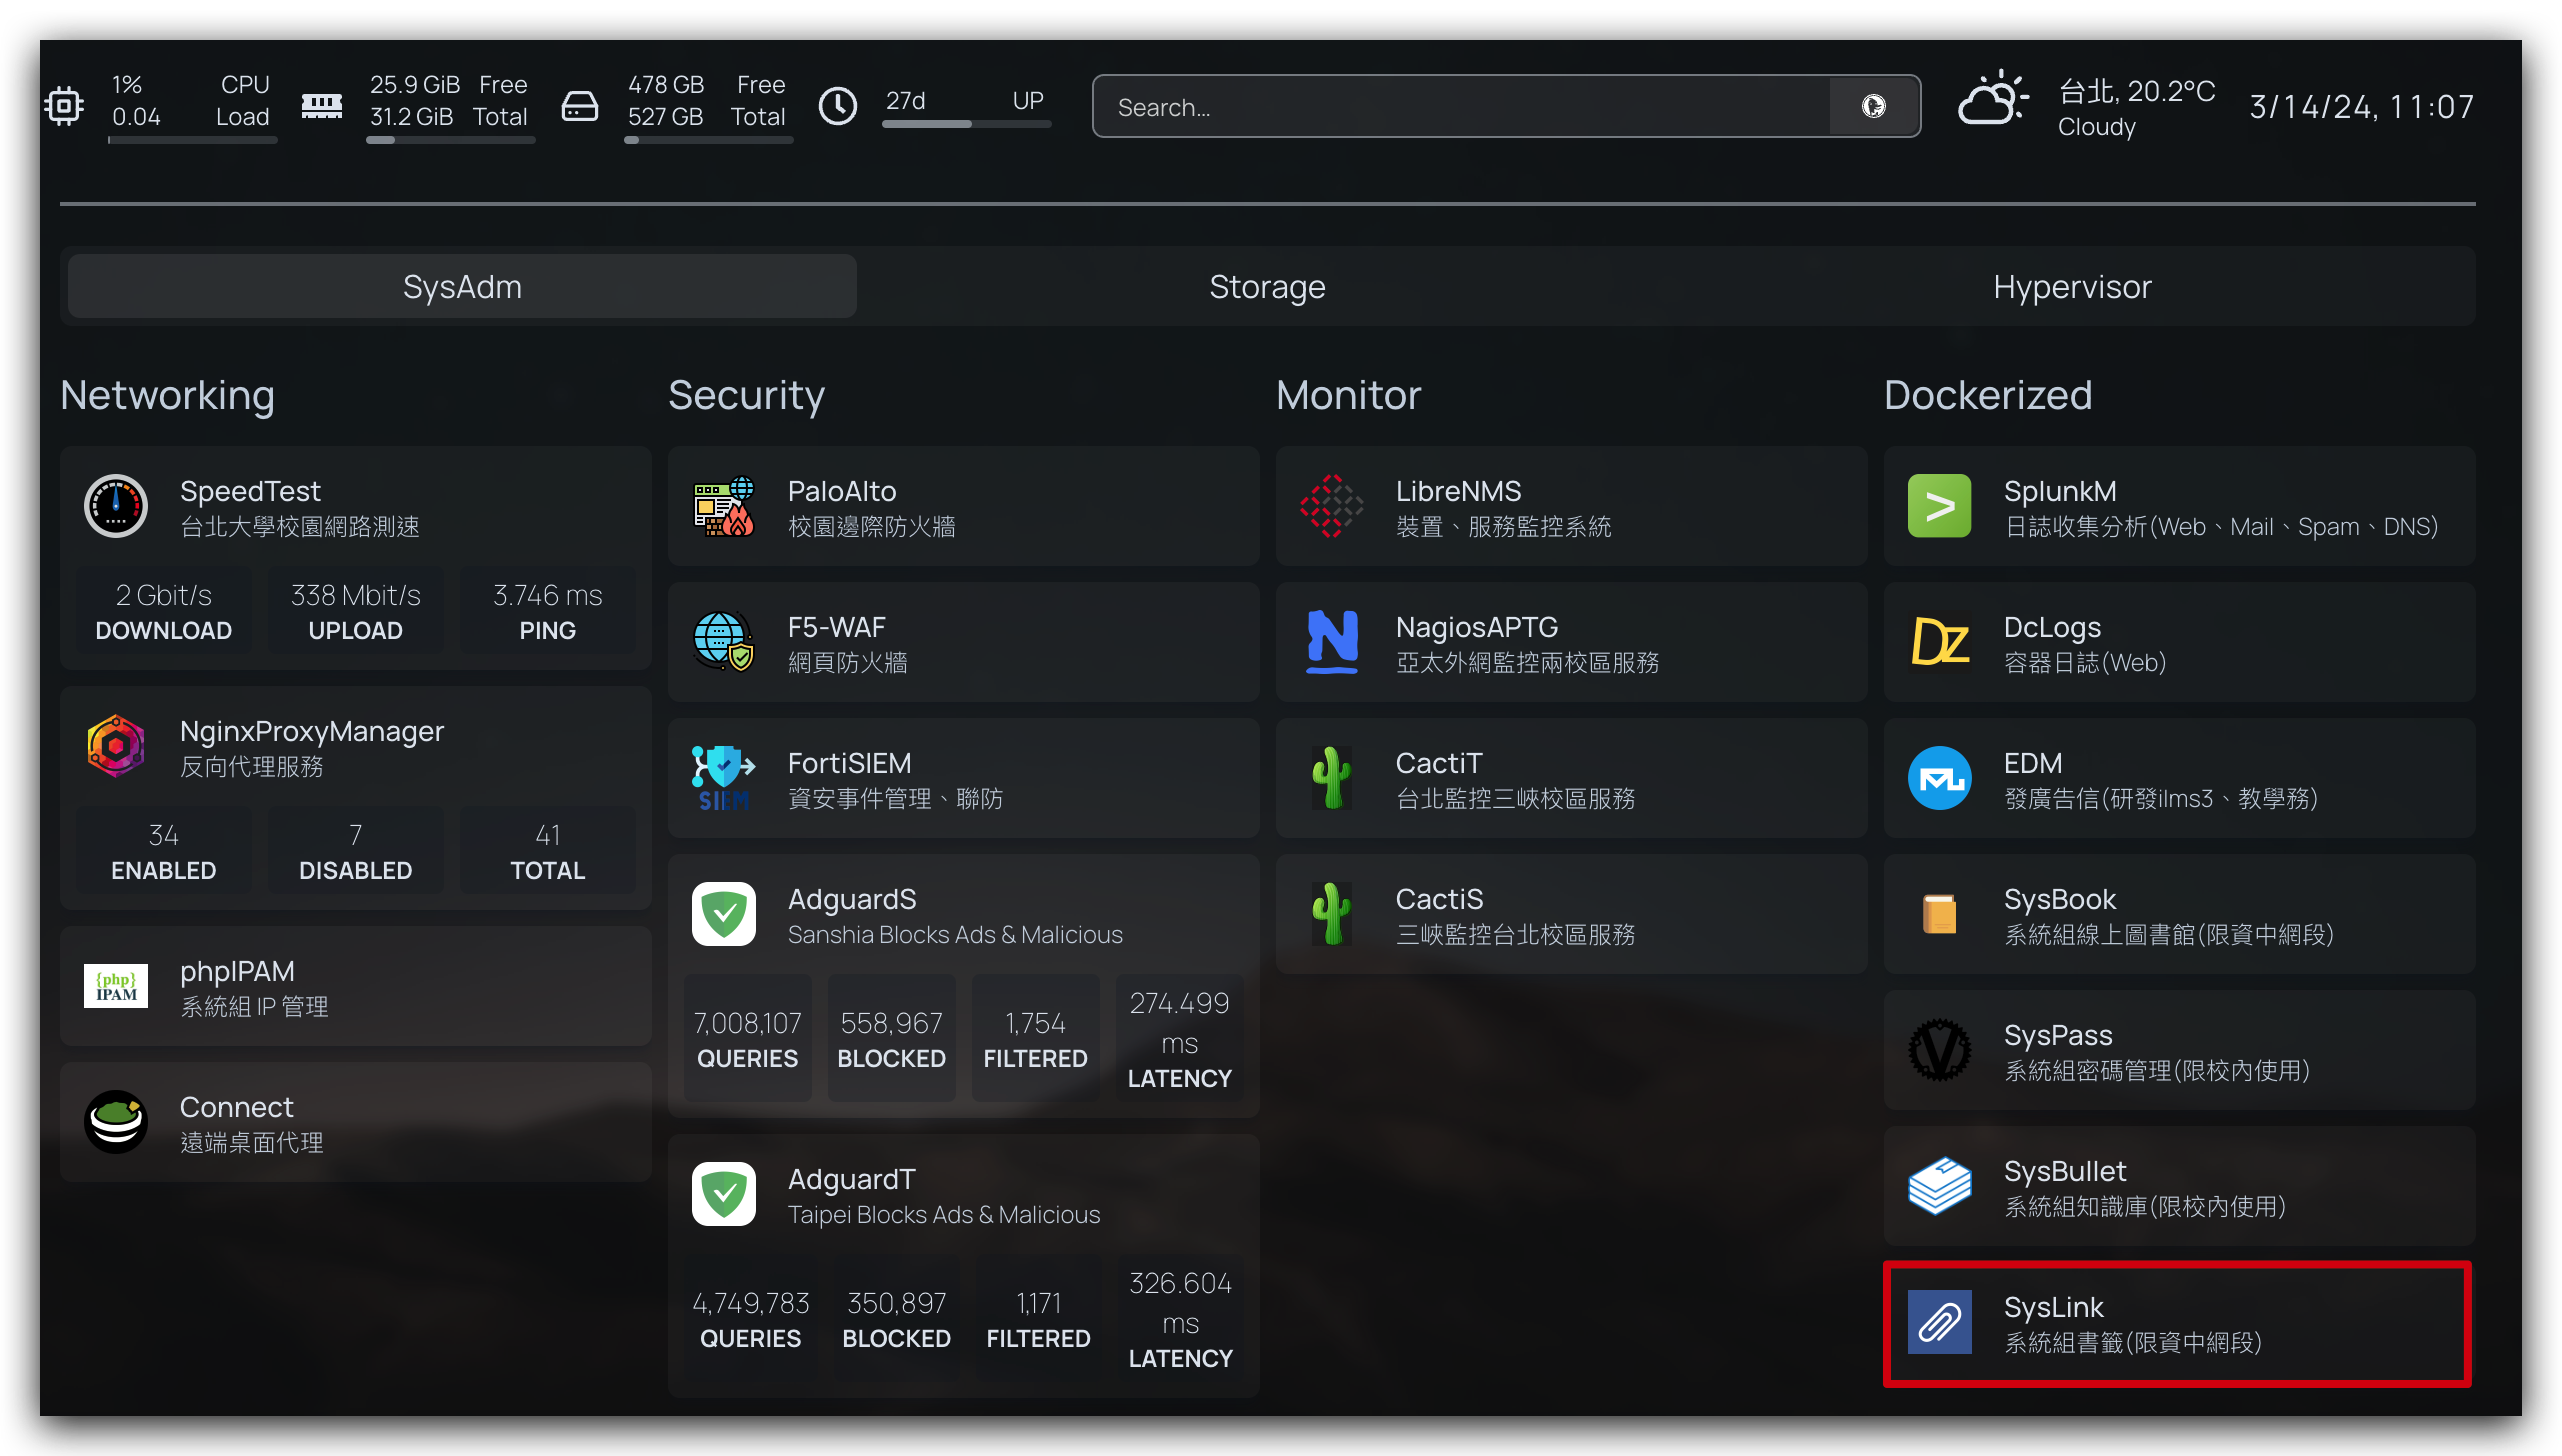 1% CPU
0.04 Load
25.9 GiB Free
31.2 GiB Total
478 GB Free
527 GB Total
27d UP
Search...
台北, 20.2°C
Cloudy
3/14/24, 11:07
SysAdm
Storage
Hypervisor
Networking
SpeedTest
台北大學校園網路測速
2 Gbit/s
DOWNLOAD
338 Mbit/s
UPLOAD
3.746 ms
PING
NginxProxyManager
反向代理服務
34
ENABLED
7
DISABLED
41
TOTAL
{php}
IPAM
phpIPAM
系統組 IP 管理
Connect
遠端桌面代理
Security
PaloAlto
校園邊際防火牆
F5-WAF
網頁防火牆
SIEM
FortiSIEM
資安事件管理、聯防
AdguardS
Sanshia Blocks Ads & Malicious
7,008,107
QUERIES
558,967
BLOCKED
1,754
FILTERED
274.499
ms
LATENCY
AdguardT
Taipei Blocks Ads & Malicious
4,749,783
QUERIES
350,897
BLOCKED
1,171
FILTERED
326.604
ms
LATENCY
Monitor
LibreNMS
裝置、服務監控系統
N
NagiosAPTG
亞太外網監控兩校區服務
CactiT
台北監控三峽校區服務
CactiS
三峽監控台北校區服務
Dockerized
SplunkM
日誌收集分析(Web、Mail、Spam、DNS)
DZ
DcLogs
容器日誌(Web)
EDM
發廣告信(研發ilms3、教學務)
SysBook
系統組線上圖書館(限資中網段)
V
SysPass
系統組密碼管理(限校內使用)
SysBullet
系統組知識庫(限校內使用)
SysLink
系統組書籤(限資中網段)